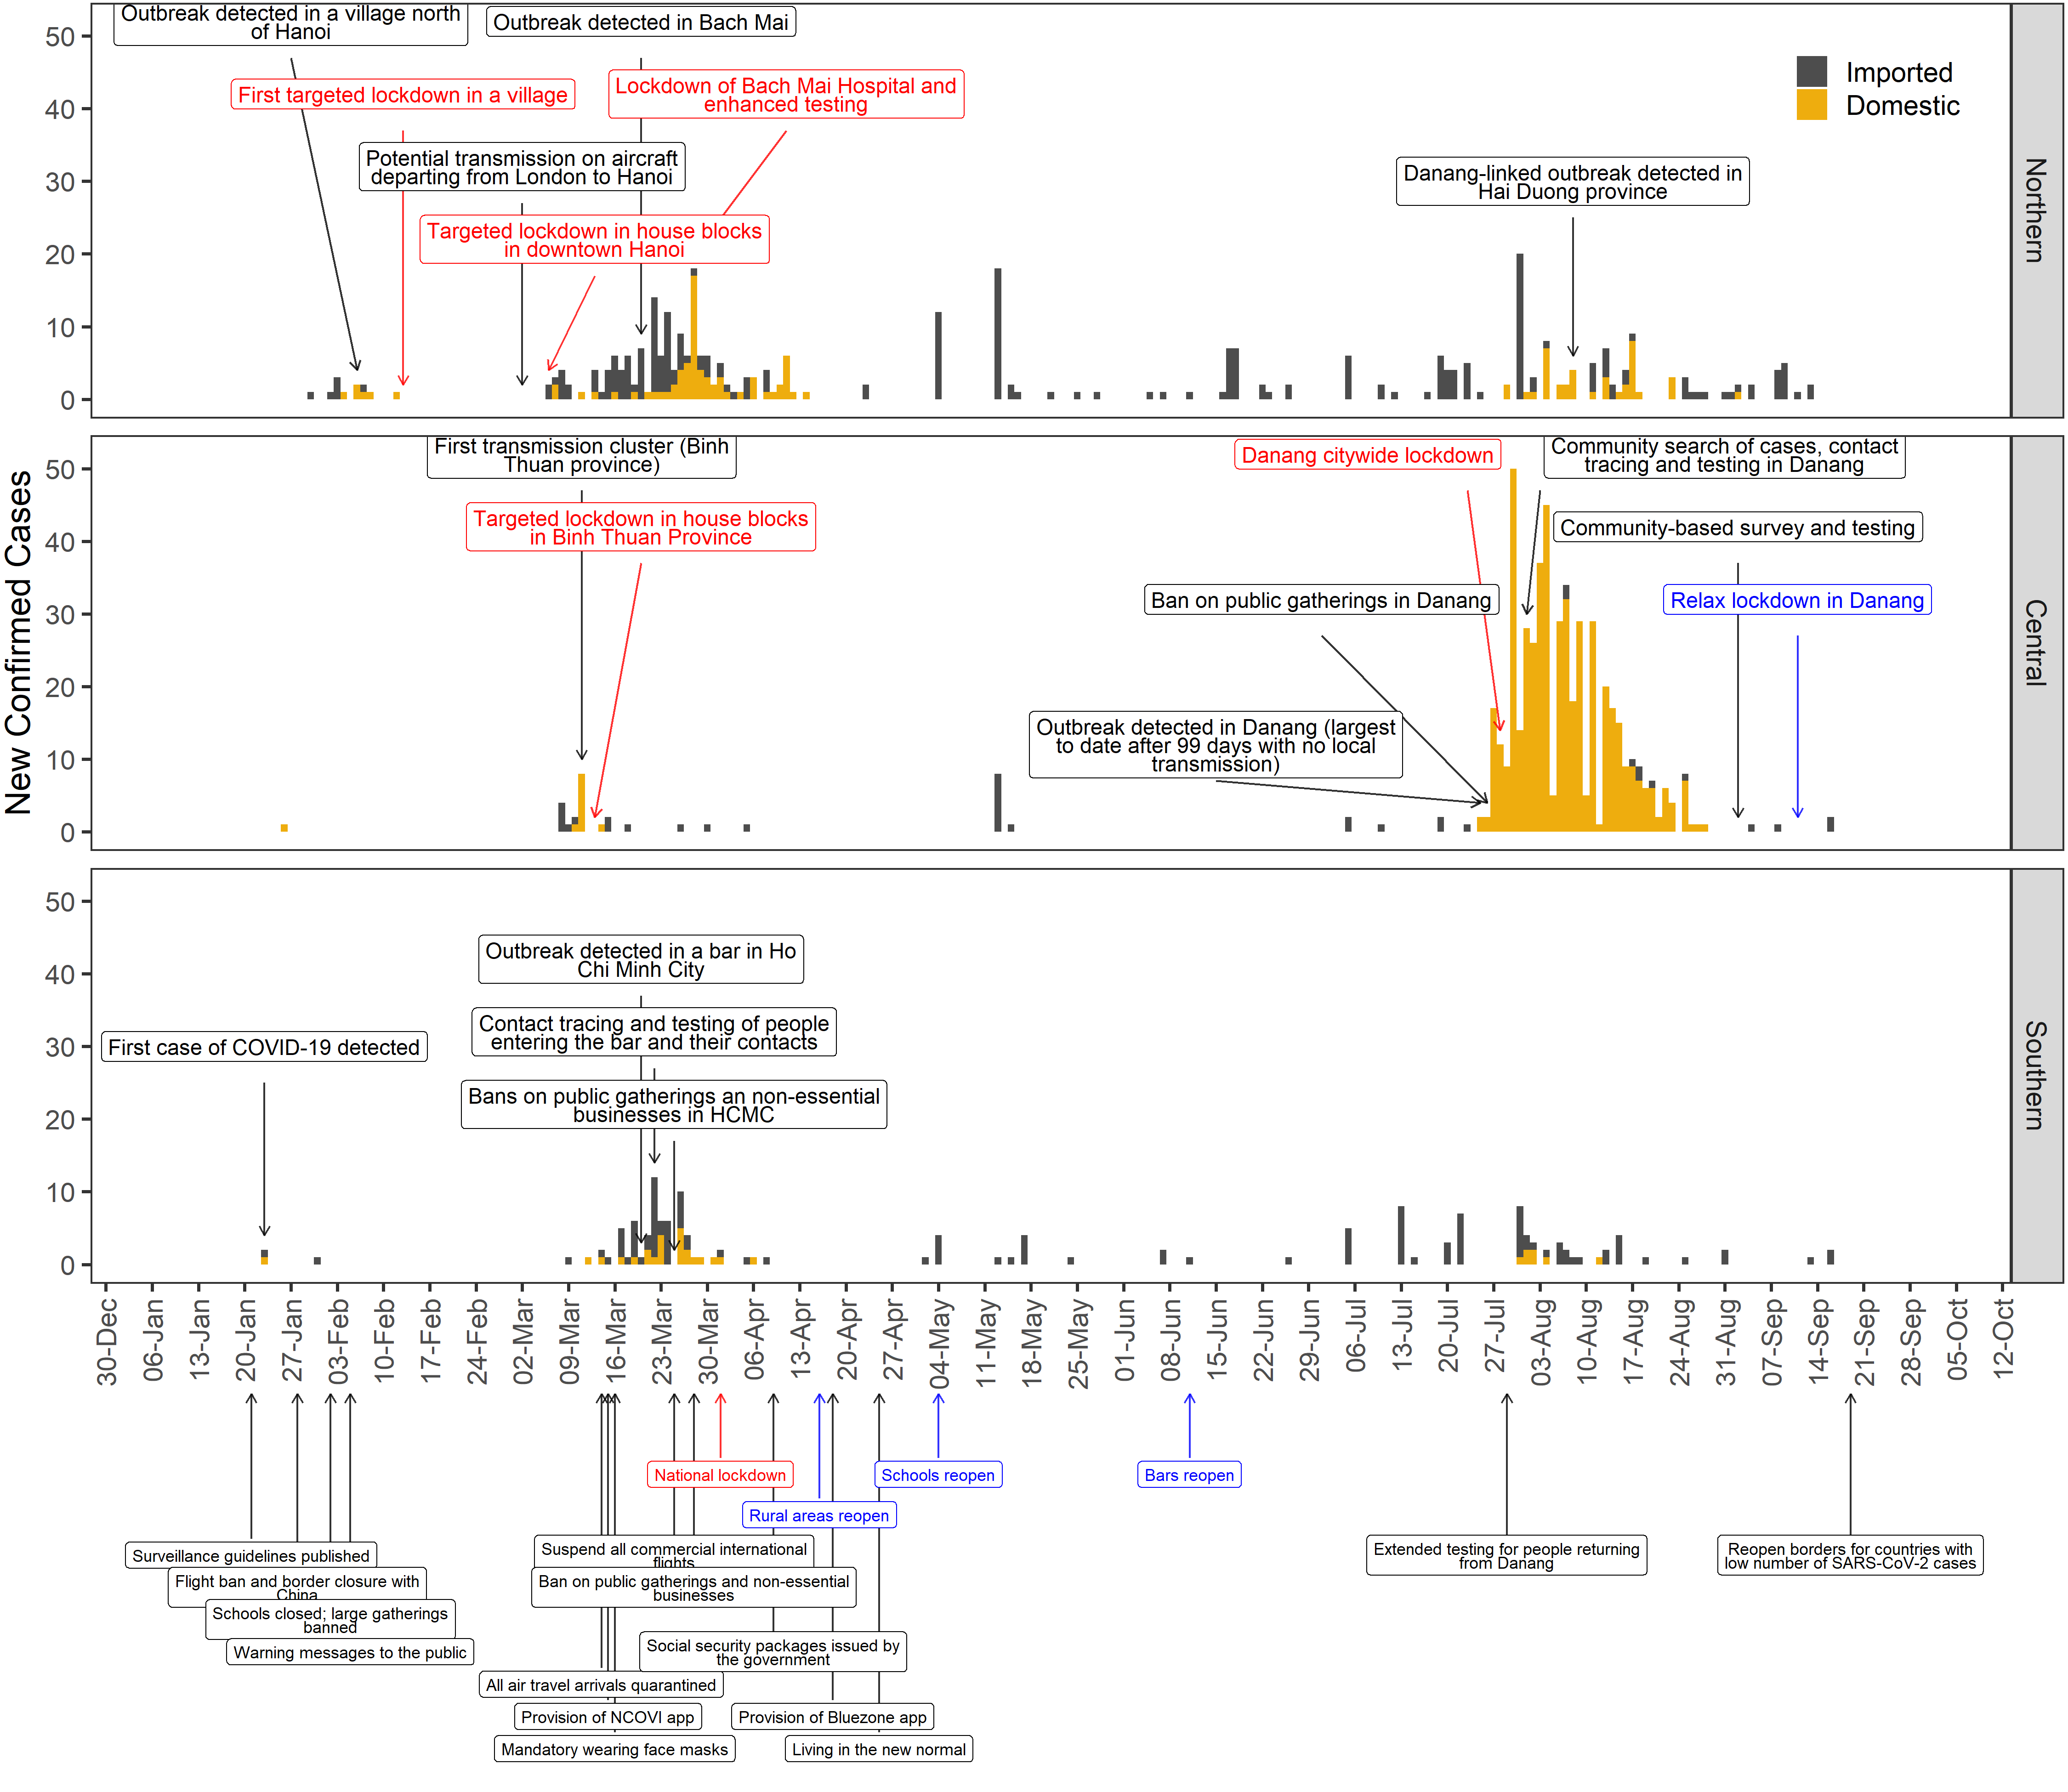 Outbreak detected in a village north
of Hanoi
Outbreak detected in Bach Mai
First targeted lockdown in a village
Lockdown of Bach Mai Hospital and
enhanced testing
Potential transmission on aircraft
departing from London to Hanoi
Targeted lockdown in house blocks
in downtown Hanoi
Danang-linked outbreak detected in
Hai Duong province
Imported
Domestic
50
40
30
20
10
0
Northern
New Confirmed Cases
First transmission cluster (Binh
Thuan province)
Targeted lockdown in house blocks
in Binh Thuan Province
Danang citywide lockdown
Community search of cases, contact
tracing and testing in Danang
Community-based survey and testing
Ban on public gatherings in Danang
Relax lockdown in Danang
Outbreak detected in Danang (largest
to date after 99 days with no local
transmission)
50
40
30
20
10
0
Central
Outbreak detected in a bar in Ho
Chi Minh City
Contact tracing and testing of people
entering the bar and their contacts
First case of COVID-19 detected
Bans on public gatherings an non-essential
businesses in HCMC
50
40
30
20
10
0
Southern
30-Dec
06-Jan
13-Jan
20-Jan
27-Jan
03-Feb
10-Feb
17-Feb
24-Feb
02-Mar
09-Mar
16-Mar
23-Mar
30-Mar
06-Apr
13-Apr
20-Apr
27-Apr
04-May
11-May
18-May
25-May
01-Jun
08-Jun
15-Jun
22-Jun
29-Jun
06-Jul
13-Jul
20-Jul
27-Jul
03-Aug
10-Aug
17-Aug
24-Aug
31-Aug
07-Sep
14-Sep
21-Sep
28-Sep
05-Oct
12-Oct
National lockdown
Schools reopen
Bars reopen
Rural areas reopen
Surveillance guidelines published
Suspend all commercial international
flights
Extended testing for people returning
from Danang
Reopen borders for countries with
low number of SARS-CoV-2 cases
Flight ban and border closure with
China
Ban on public gatherings and non-essential
businesses
Schools closed; large gatherings
banned
Warning messages to the public
Social security packages issued by
the government
All air travel arrivals quarantined
Provision of NCOVI app
Provision of Bluezone app
Mandatory wearing face masks
Living in the new normal